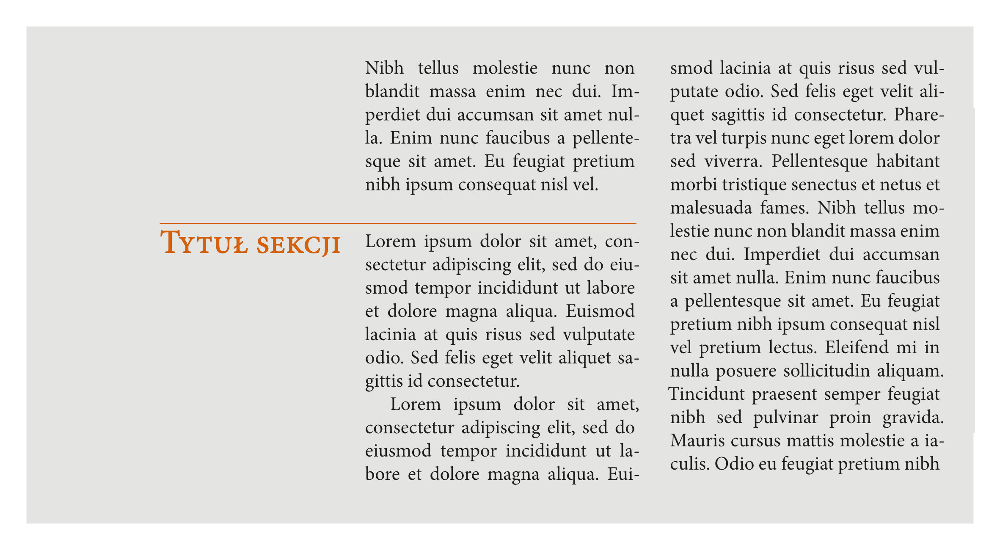 Nibh tellus molestie nunc non
blandit massa enim nec dui. Im-
perdiet dui accumsan sit amet nul-
la. Enim nunc faucibus a pellente-
sque sit amet. Eu feugiat pretium
nibh ipsum consequat nisl vel.
Tytuł sekcji
Lorem ipsum dolor sit amet, con-
sectetur adipiscing elit, sed do eiu-
smod tempor incididunt ut labore
et dolore magna aliqua. Euismod
lacinia at quis risus sed vulputate
odio. Sed felis eget velit aliquet sa-
gittis id consectetur.
Lorem ipsum dolor sit amet,
consectetur adipiscing elit, sed do
eiusmod tempor incididunt ut la-
bore et dolore magna aliqua. Eui-
smod lacinia at quis risus sed vul-
putate odio. Sed felis eget velit ali-
quet sagittis id consectetur. Phare-
tra vel turpis nunc eget lorem dolor
sed viverra. Pellentesque habitant
morbi tristique senectus et netus et
malesuada fames. Nibh tellus mo-
lestie nunc non blandit massa enim
nec dui. Imperdiet dui accumsan
sit amet nulla. Enim nunc faucibus
a pellentesque sit amet. Eu feugiat
pretium nibh ipsum consequat nisl
vel pretium lectus. Eleifend mi in
nulla posuere sollicitudin aliquam.
Tincidunt praesent semper feugiat
nibh sed pulvinar proin gravida.
Mauris cursus mattis molestie a ia-
culis. Odio eu feugiat pretium nibh